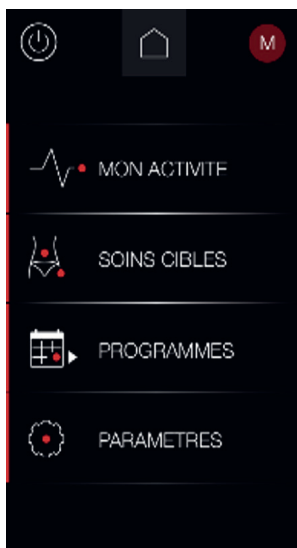 M
MON ACTIVITE
SOINS CIBLES
PROGRAMMES
PARAMETRES